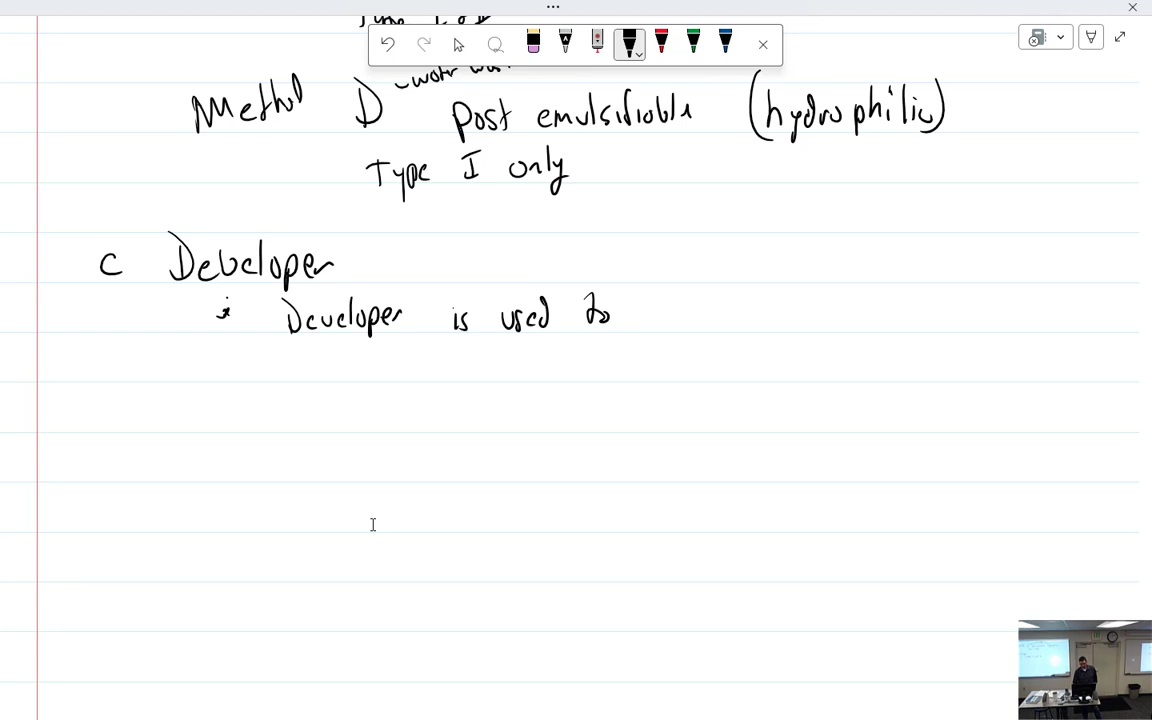 Method D Post emulsifiable (hydrophilic)
Type I only
C Developer
i Developer is used to